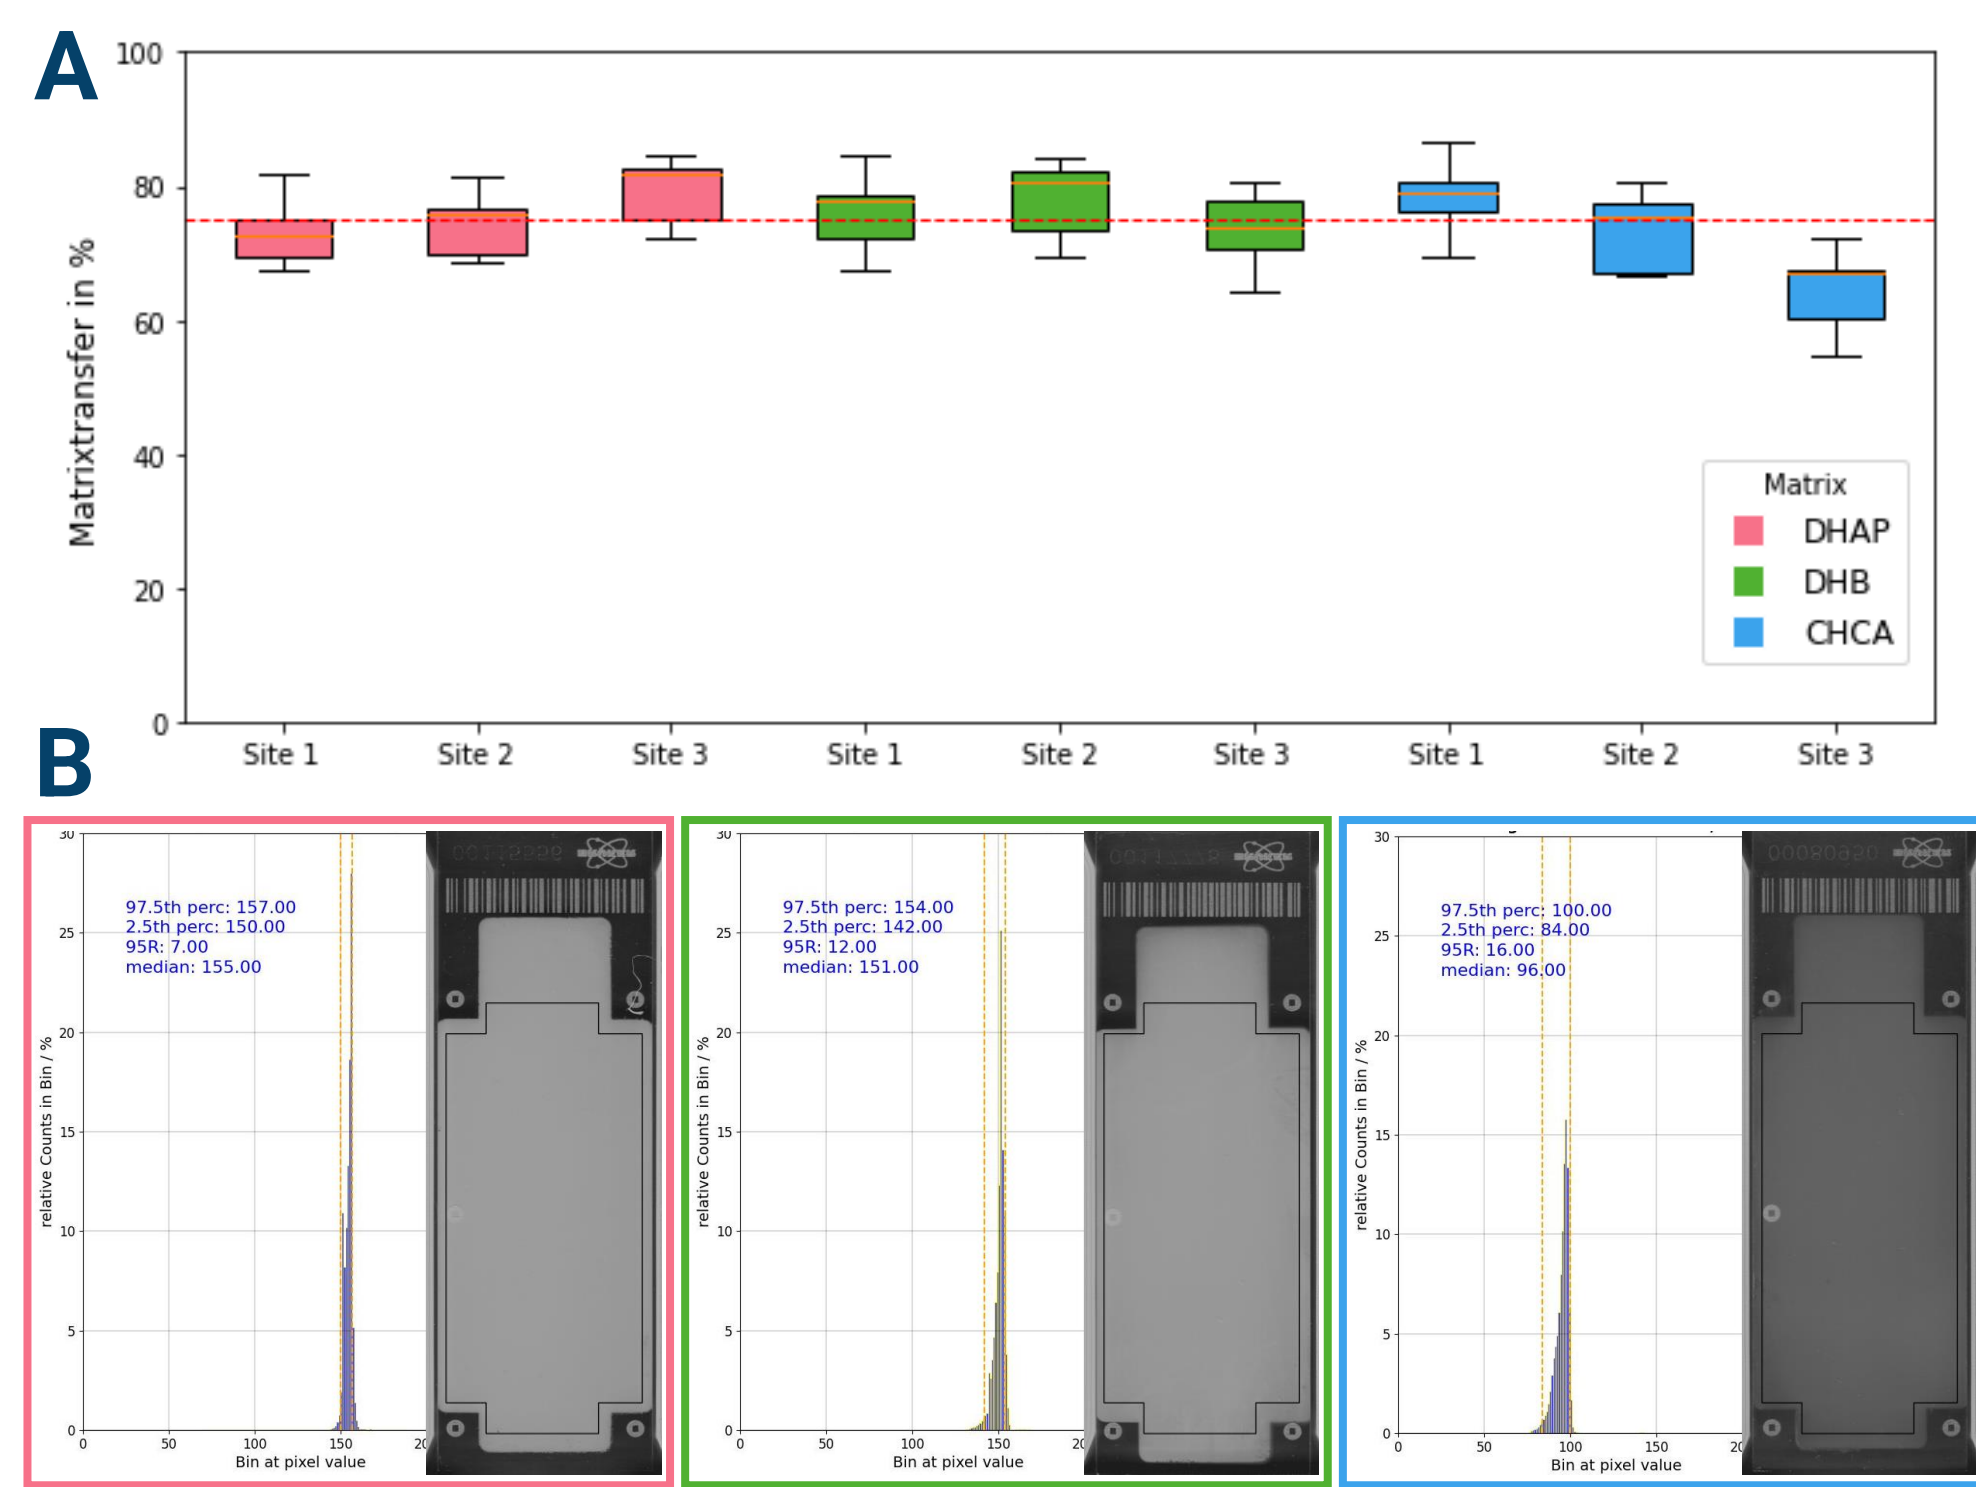 A
100
80
60
40
20
0
Matrixtransfer in %
Matrix
DHAP
DHB
CHCA
Site 1 Site 2 Site 3 Site 1 Site 2 Site 3 Site 1 Site 2 Site 3
B
30
25
20
15
10
5
0
relative Counts in Bin / %
97.5th perc: 157.00
2.5th perc: 150.00
95R: 7.00
median: 155.00
0 50 100 150 20
Bin at pixel value
30
25
20
15
10
5
0
relative Counts in Bin / %
97.5th perc: 154.00
2.5th perc: 142.00
95R: 12.00
median: 151.00
0 50 100 150 20
Bin at pixel value
30
25
20
15
10
5
0
relative Counts in Bin / %
97.5th perc: 100.00
2.5th perc: 84.00
95R: 16.00
median: 96.00
0 50 100 150 20
Bin at pixel value